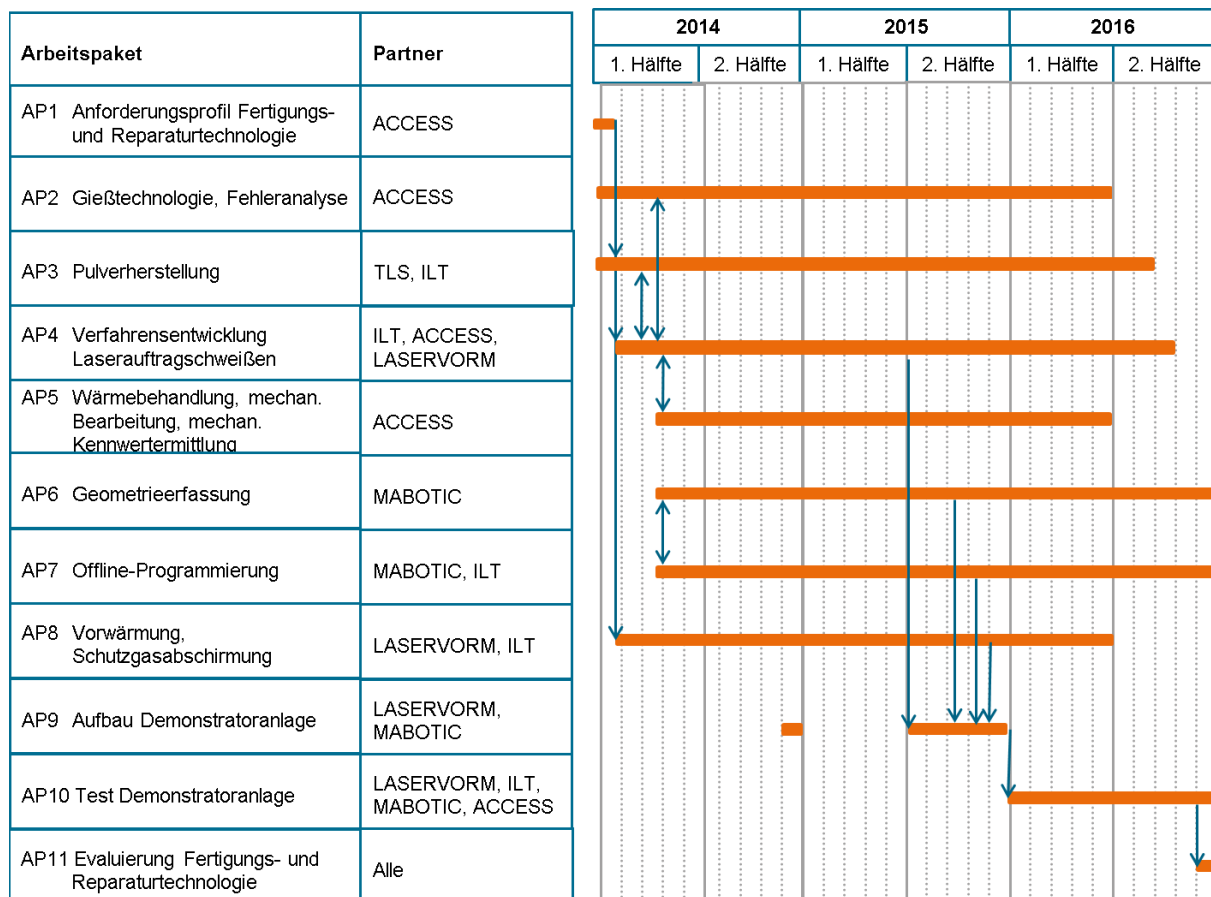 Arbeitspaket
Partner
2014
2015
2016
1. Hälfte
2. Hälfte
1. Hälfte
2. Hälfte
1. Hälfte
2. Hälfte
AP1 Anforderungsprofil Fertigungs-
und Reparaturtechnologie
ACCESS
AP2 Gießtechnologie, Fehleranalyse
ACCESS
AP3 Pulverherstellung
TLS, ILT
AP4 Verfahrensentwicklung
Laserauftragschweißen
ILT, ACCESS,
LASERVORM
AP5 Wärmebehandlung, mechan.
Bearbeitung, mechan.
Kennwertermittlung
ACCESS
AP6 Geometrieerfassung
MABOTIC
AP7 Offline-Programmierung
MABOTIC, ILT
AP8 Vorwärmung,
Schutzgasabschirmung
LASERVORM, ILT
AP9 Aufbau Demonstratoranlage
LASERVORM,
MABOTIC
AP10 Test Demonstratoranlage
LASERVORM, ILT,
MABOTIC, ACCESS
AP11 Evaluierung Fertigungs- und
Reparaturtechnologie
Alle